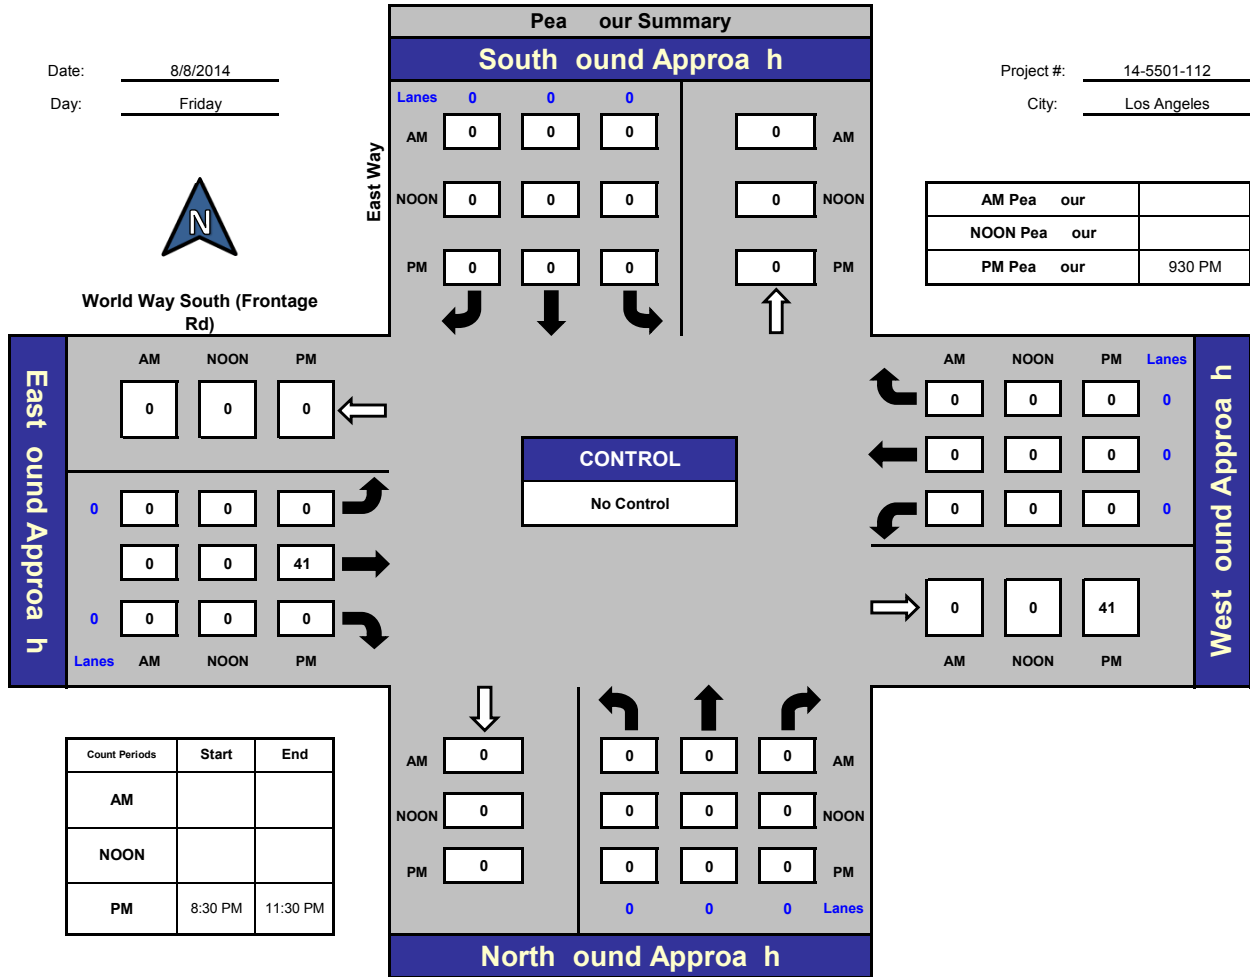 Pea our Summary
South ound Approa h
Date: 8/8/2014
Day: Friday
Project #: 14-5501-112
City: Los Angeles
N
East Way
Lanes 0 0 0
AM 0 0 0 0 AM
NOON 0 0 0 0 NOON
PM 0 0 0 0 PM
AM Pea our
NOON Pea our
PM Pea our 930 PM
World Way South (Frontage
Rd)
East ound Approa h
AM NOON PM
0 0 0
0 0 0 0
0 0 41
0 0 0 0
Lanes AM NOON PM
CONTROL
No Control
AM NOON PM Lanes
0 0 0 0
0 0 0 0
0 0 0 0
0 0 41
AM NOON PM
West ound Approa h
Count Periods Start End
AM
NOON
PM 8:30 PM 11:30 PM
AM 0 0 0 0 AM
NOON 0 0 0 0 NOON
PM 0 0 0 0 PM
0 0 0 Lanes
North ound Approa h